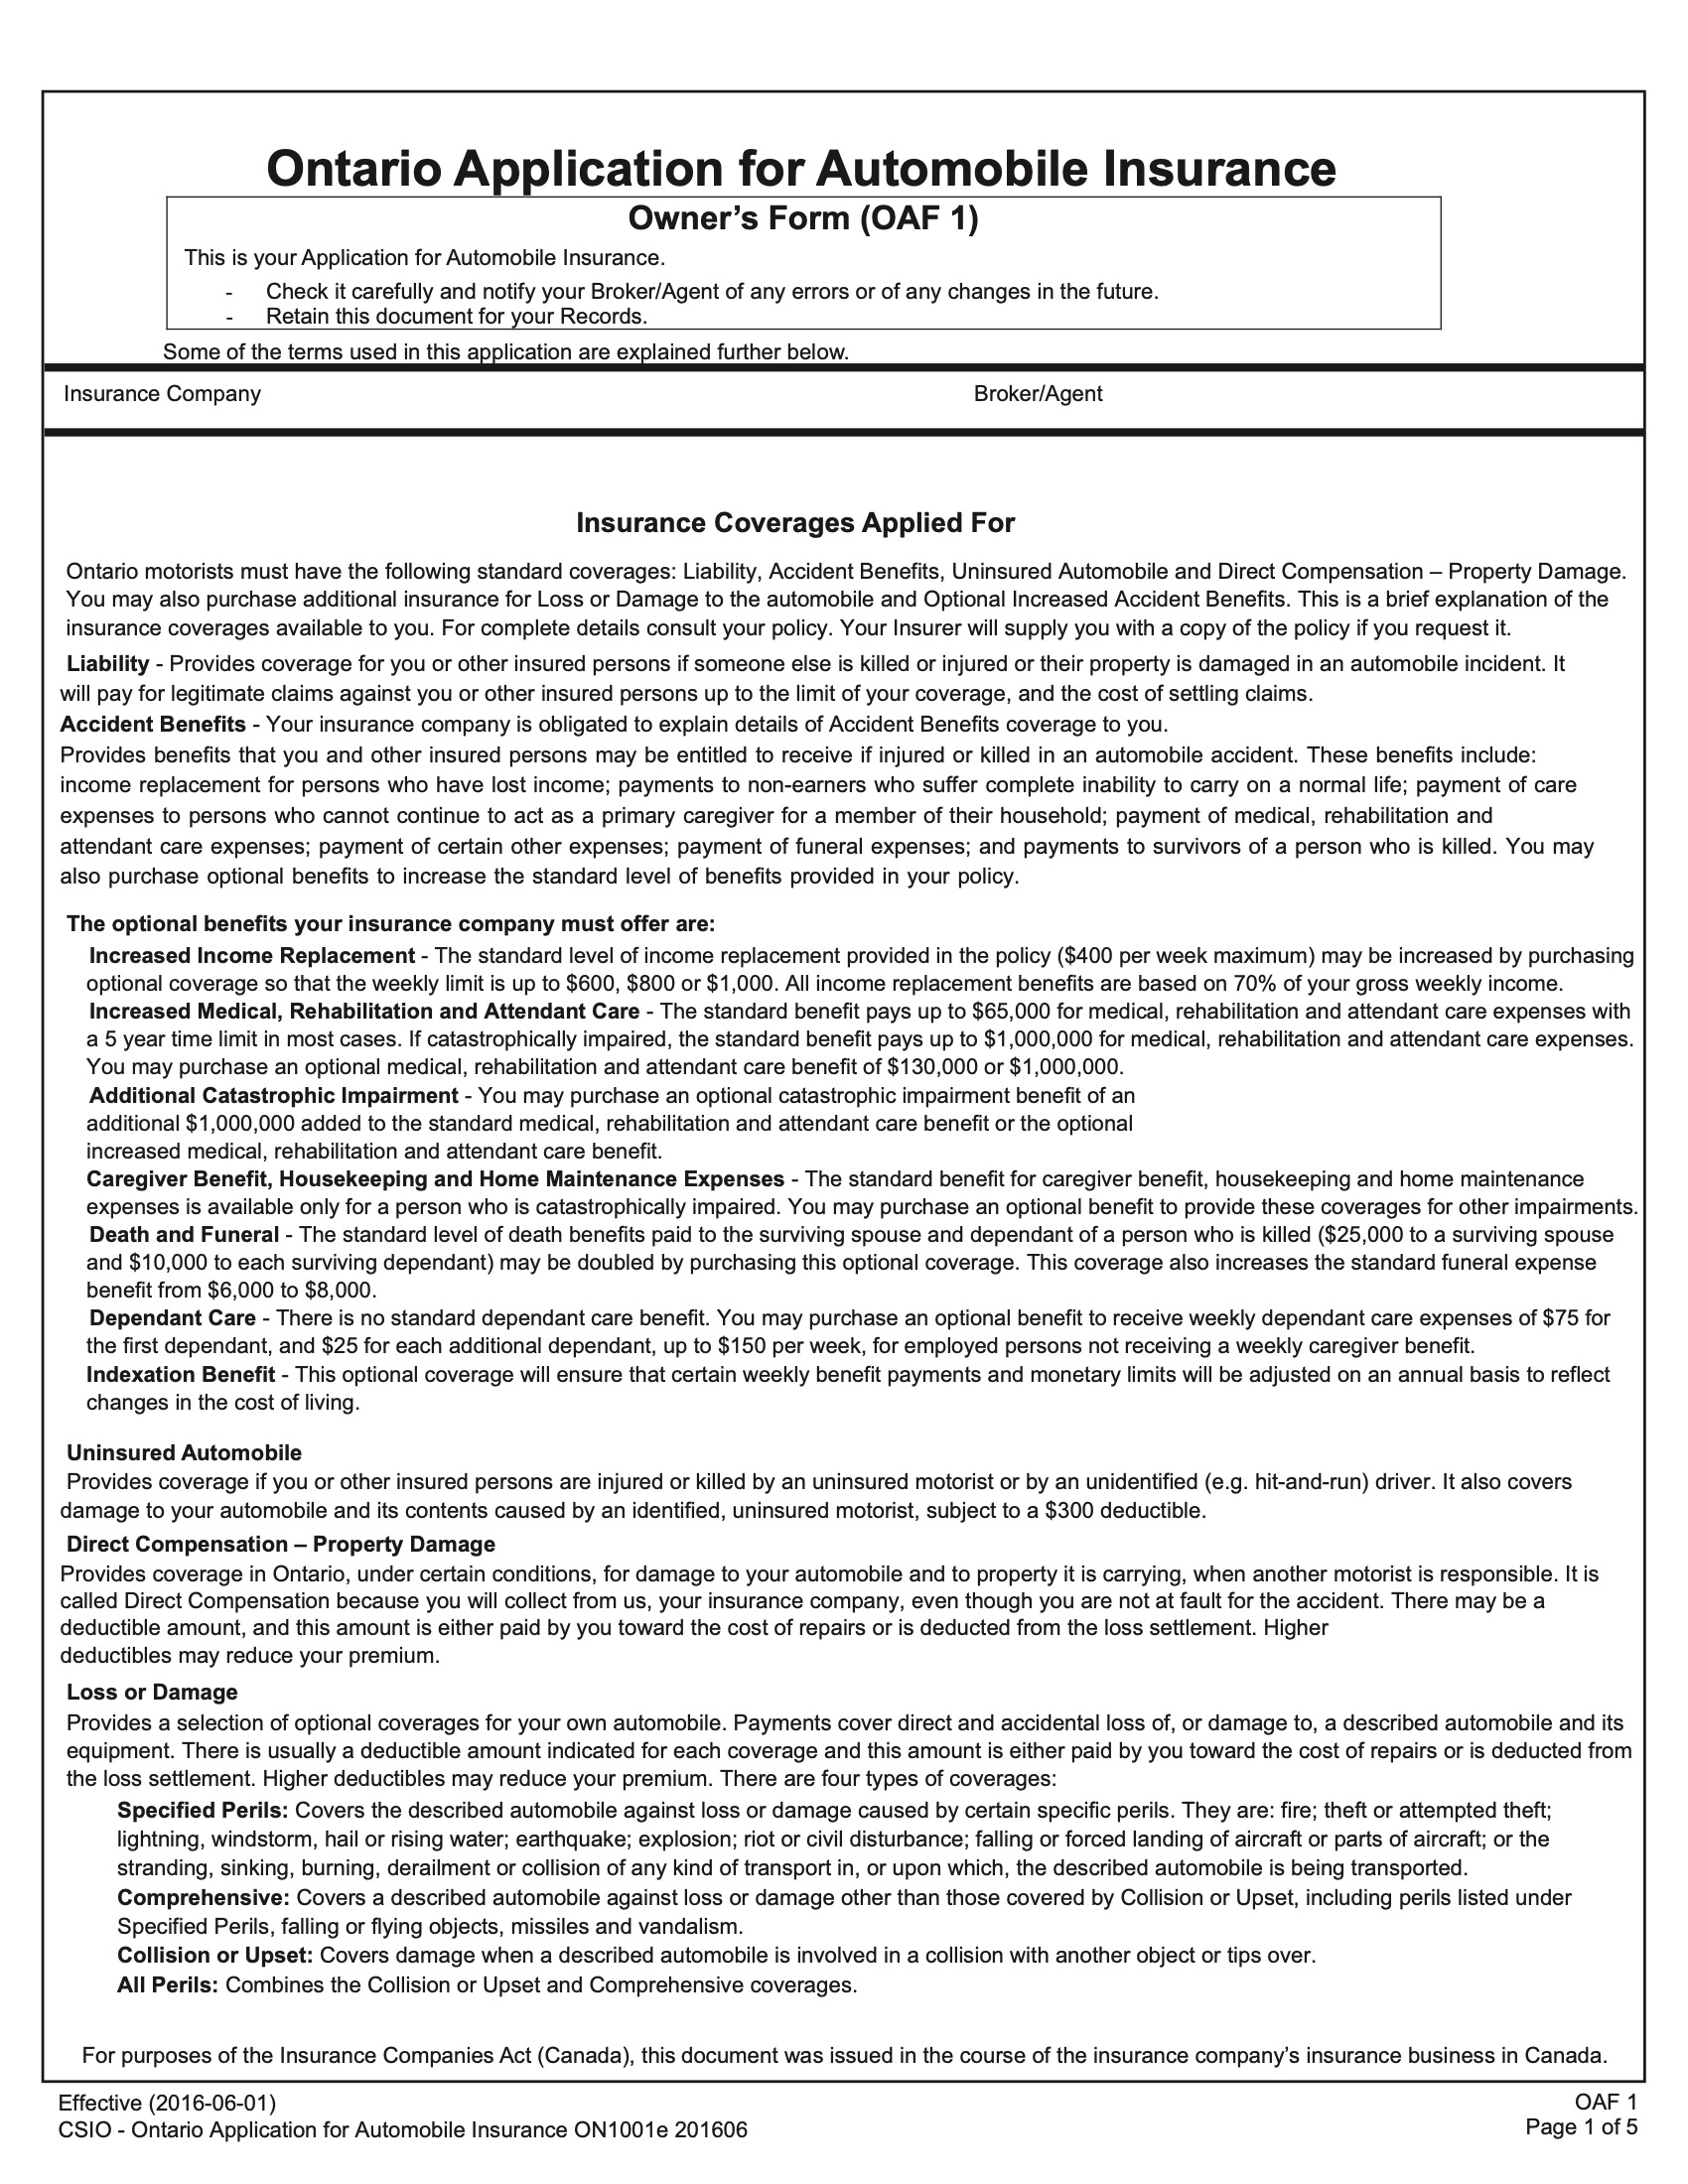 Ontario Application for Automobile Insurance
Owner’s Form (OAF 1)
This is your Application for Automobile Insurance.
- Check it carefully and notify your Broker/Agent of any errors or of any changes in the future.
- Retain this document for your Records.
Some of the terms used in this application are explained further below.
Insurance Company Broker/Agent
Insurance Coverages Applied For
Ontario motorists must have the following standard coverages: Liability, Accident Benefits, Uninsured Automobile and Direct Compensation – Property Damage.
You may also purchase additional insurance for Loss or Damage to the automobile and Optional Increased Accident Benefits. This is a brief explanation of the
insurance coverages available to you. For complete details consult your policy. Your Insurer will supply you with a copy of the policy if you request it.
Liability - Provides coverage for you or other insured persons if someone else is killed or injured or their property is damaged in an automobile incident. It
will pay for legitimate claims against you or other insured persons up to the limit of your coverage, and the cost of settling claims.
Accident Benefits - Your insurance company is obligated to explain details of Accident Benefits coverage to you.
Provides benefits that you and other insured persons may be entitled to receive if injured or killed in an automobile accident. These benefits include:
income replacement for persons who have lost income; payments to non-earners who suffer complete inability to carry on a normal life; payment of care
expenses to persons who cannot continue to act as a primary caregiver for a member of their household; payment of medical, rehabilitation and
attendant care expenses; payment of certain other expenses; payment of funeral expenses; and payments to survivors of a person who is killed. You may
also purchase optional benefits to increase the standard level of benefits provided in your policy.
The optional benefits your insurance company must offer are:
Increased Income Replacement - The standard level of income replacement provided in the policy ($400 per week maximum) may be increased by purchasing
optional coverage so that the weekly limit is up to $600, $800 or $1,000. All income replacement benefits are based on 70% of your gross weekly income.
Increased Medical, Rehabilitation and Attendant Care - The standard benefit pays up to $65,000 for medical, rehabilitation and attendant care expenses with
a 5 year time limit in most cases. If catastrophically impaired, the standard benefit pays up to $1,000,000 for medical, rehabilitation and attendant care expenses.
You may purchase an optional medical, rehabilitation and attendant care benefit of $130,000 or $1,000,000.
Additional Catastrophic Impairment - You may purchase an optional catastrophic impairment benefit of an
additional $1,000,000 added to the standard medical, rehabilitation and attendant care benefit or the optional
increased medical, rehabilitation and attendant care benefit.
Caregiver Benefit, Housekeeping and Home Maintenance Expenses - The standard benefit for caregiver benefit, housekeeping and home maintenance
expenses is available only for a person who is catastrophically impaired. You may purchase an optional benefit to provide these coverages for other impairments.
Death and Funeral - The standard level of death benefits paid to the surviving spouse and dependant of a person who is killed ($25,000 to a surviving spouse
and $10,000 to each surviving dependant) may be doubled by purchasing this optional coverage. This coverage also increases the standard funeral expense
benefit from $6,000 to $8,000.
Dependant Care - There is no standard dependant care benefit. You may purchase an optional benefit to receive weekly dependant care expenses of $75 for
the first dependant, and $25 for each additional dependant, up to $150 per week, for employed persons not receiving a weekly caregiver benefit.
Indexation Benefit - This optional coverage will ensure that certain weekly benefit payments and monetary limits will be adjusted on an annual basis to reflect
changes in the cost of living.
Uninsured Automobile
Provides coverage if you or other insured persons are injured or killed by an uninsured motorist or by an unidentified (e.g. hit-and-run) driver. It also covers
damage to your automobile and its contents caused by an identified, uninsured motorist, subject to a $300 deductible.
Direct Compensation – Property Damage
Provides coverage in Ontario, under certain conditions, for damage to your automobile and to property it is carrying, when another motorist is responsible. It is
called Direct Compensation because you will collect from us, your insurance company, even though you are not at fault for the accident. There may be a
deductible amount, and this amount is either paid by you toward the cost of repairs or is deducted from the loss settlement. Higher
deductibles may reduce your premium.
Loss or Damage
Provides a selection of optional coverages for your own automobile. Payments cover direct and accidental loss of, or damage to, a described automobile and its
equipment. There is usually a deductible amount indicated for each coverage and this amount is either paid by you toward the cost of repairs or is deducted from
the loss settlement. Higher deductibles may reduce your premium. There are four types of coverages:
Specified Perils: Covers the described automobile against loss or damage caused by certain specific perils. They are: fire; theft or attempted theft;
lightning, windstorm, hail or rising water; earthquake; explosion; riot or civil disturbance; falling or forced landing of aircraft or parts of aircraft; or the
stranding, sinking, burning, derailment or collision of any kind of transport in, or upon which, the described automobile is being transported.
Comprehensive: Covers a described automobile against loss or damage other than those covered by Collision or Upset, including perils listed under
Specified Perils, falling or flying objects, missiles and vandalism.
Collision or Upset: Covers damage when a described automobile is involved in a collision with another object or tips over.
All Perils: Combines the Collision or Upset and Comprehensive coverages.
For purposes of the Insurance Companies Act (Canada), this document was issued in the course of the insurance company’s insurance business in Canada.
Effective (2016-06-01) OAF 1
CSIO - Ontario Application for Automobile Insurance ON1001e 201606 Page 1 of 5